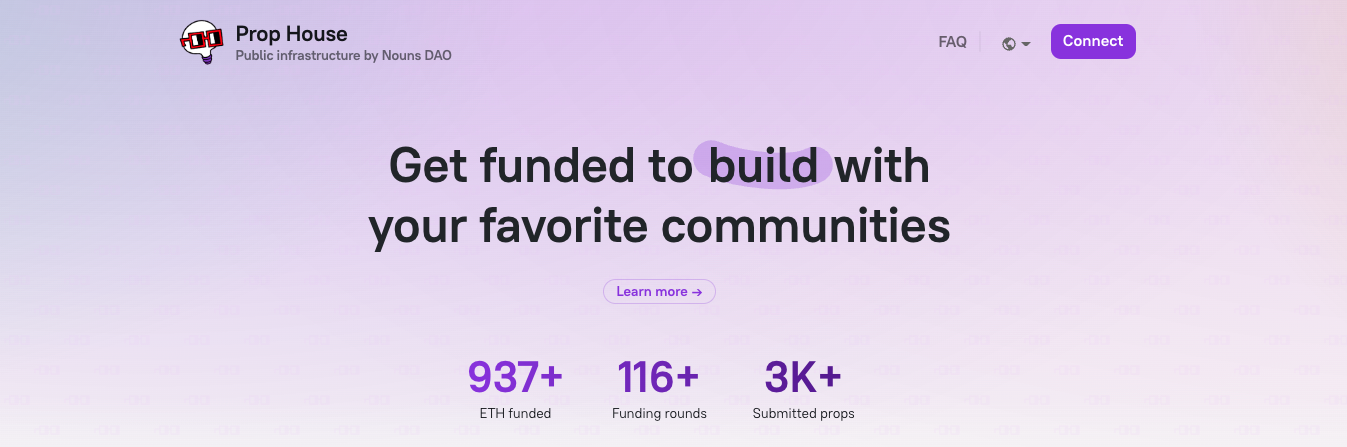 Prop House
Public infrastructure by Nouns DAO
FAQ
Connect
Get funded to build with
your favorite communities
Learn more →
937+
ETH funded
116+
Funding rounds
3K+
Submitted props